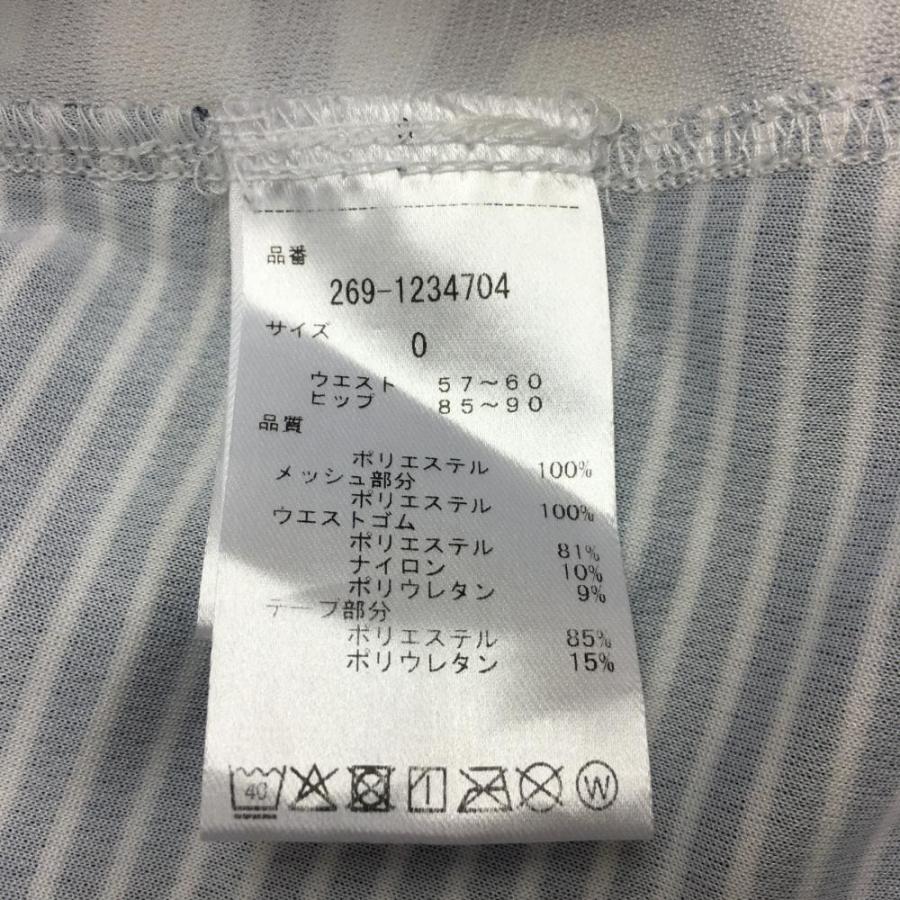 品番
269-1234704
サイズ
0
ウエスト 57～60
ヒップ 85～90
品質
ポリエステル 100%
メッシュ部分
ポリエステル 100%
ウエストゴム
ポリエステル 81%
ナイロン 10%
ポリウレタン 9%
テープ部分
ポリエステル 85%
ポリウレタン 15%
40 W